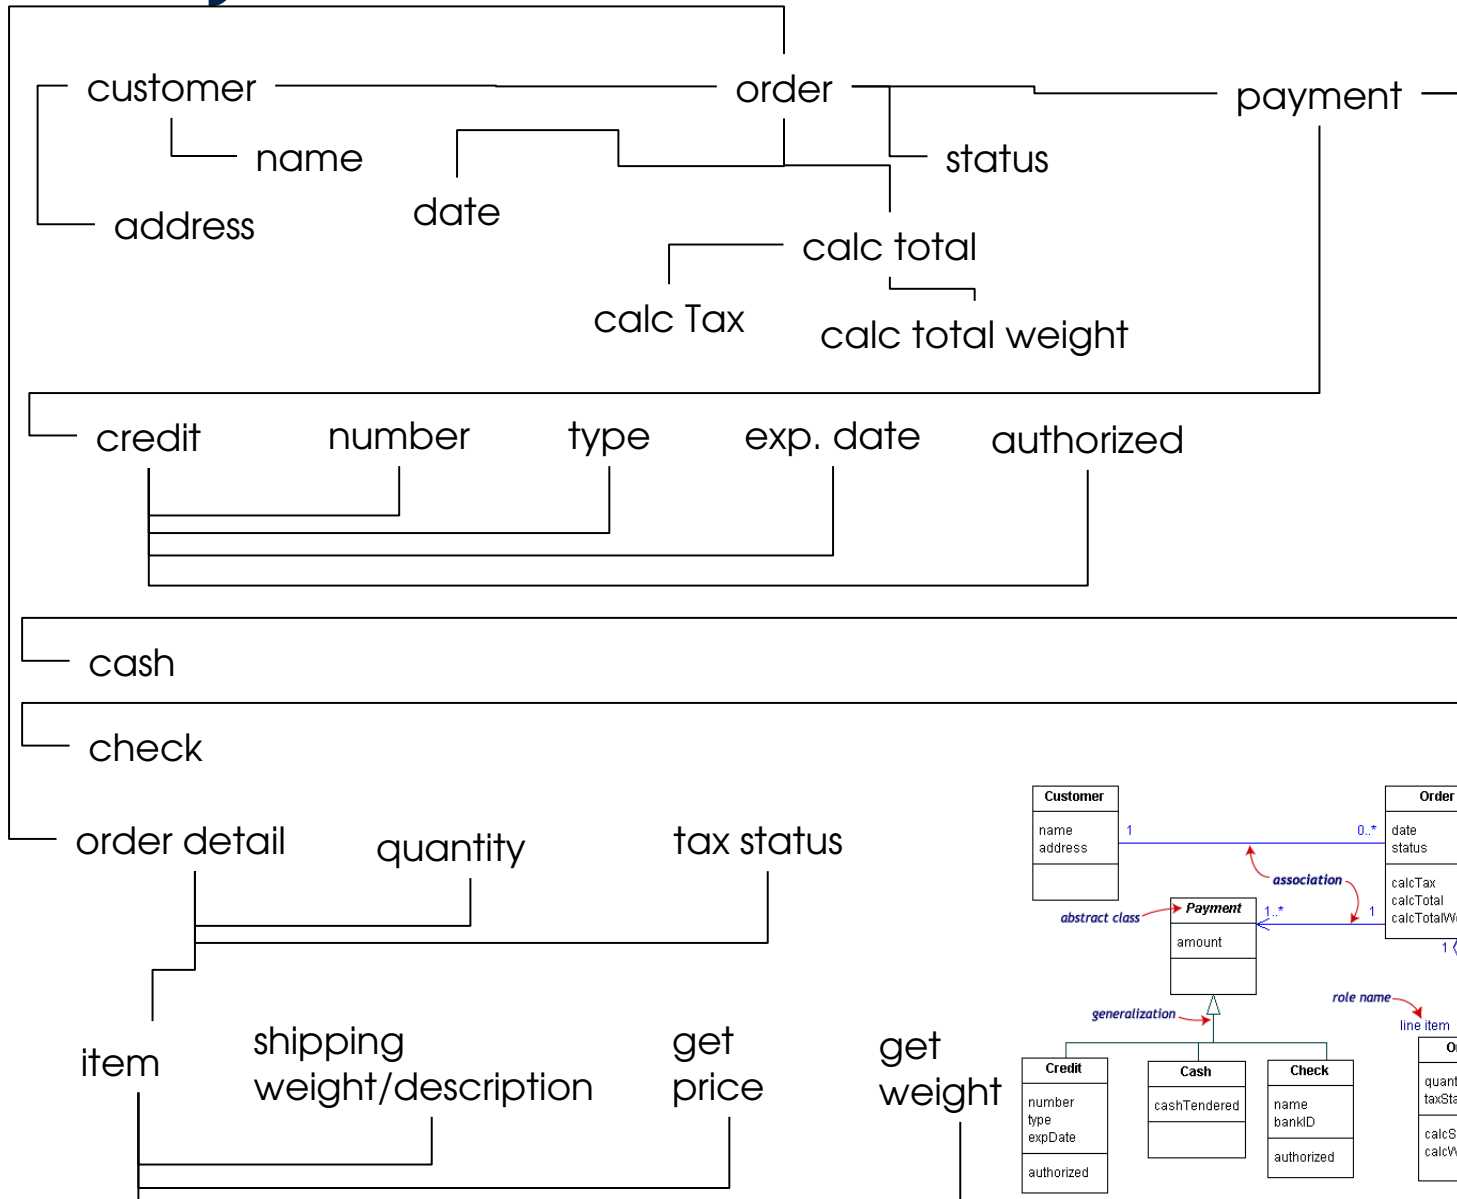 customer
order
payment
name
status
date
address
calc total
calc Tax
calc total weight
credit
number
type
exp. date
authorized
cash
check
order detail
quantity
tax status
item
shipping
weight/description
get
price
get
weight
Customer
name
address
1
0..*
Order
date
status
calcTax
calcTotal
association
abstract class
Payment
1..*
1
amount
1
generalization
role name
line item
Credit
number
type
expDate
authorized
Cash
cashTendered
Check
name
bankID
authorized